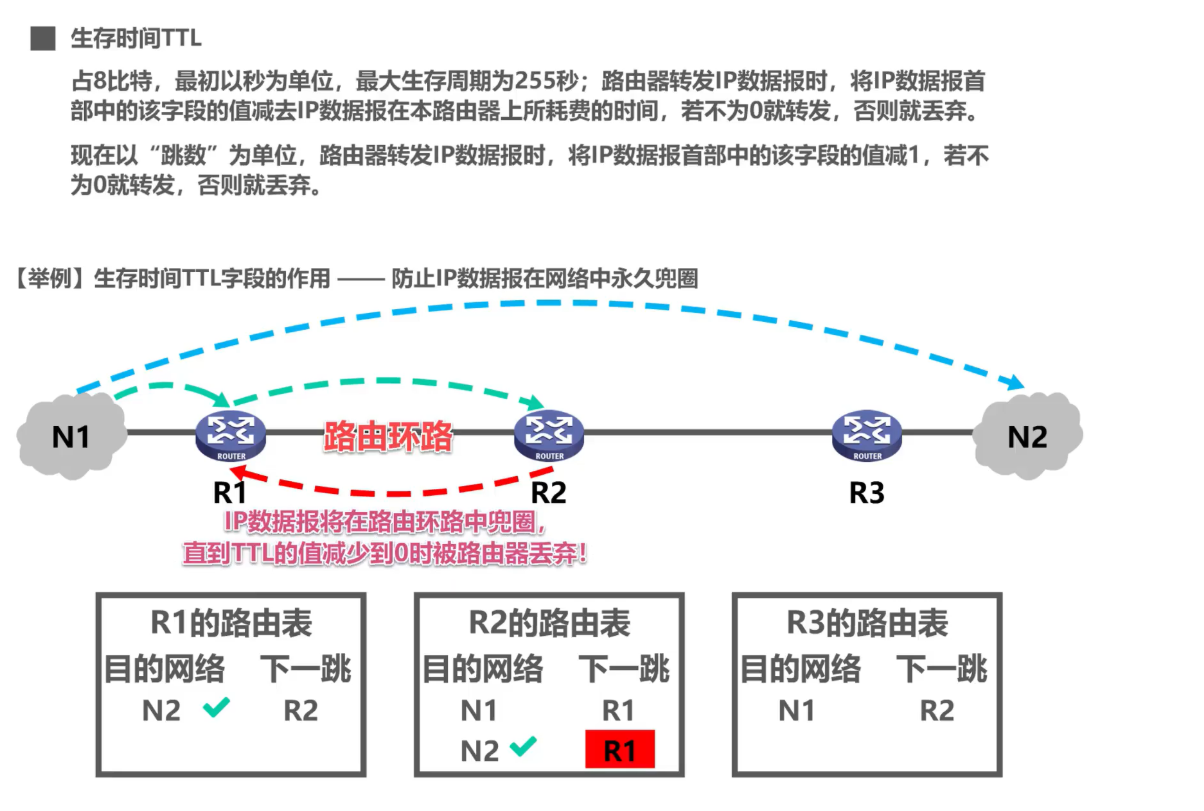 生存时间TTL
占8比特，最初以秒为单位，最大生存周期为255秒；路由器转发IP数据报时，将IP数据报首
部中的该字段的值减去IP数据报在本路由器上所耗费的时间，若不为0就转发，否则就丢弃。
现在以“跳数”为单位，路由器转发IP数据报时，将IP数据报首部中的该字段的值减1，若不
为0就转发，否则就丢弃。
【举例】生存时间TTL字段的作用 —— 防止IP数据报在网络中永久兜圈
N1
ROUTER
路由环路
ROUTER
ROUTER
N2
R1
R2
R3
IP数据报将在路由环路中兜圈，
直到TTL的值减少到0时被路由器丢弃！
R1的路由表
目的网络 下一跳
N2 R2
R2的路由表
目的网络 下一跳
N1 R1
N2 R1
R3的路由表
目的网络 下一跳
N1 R2